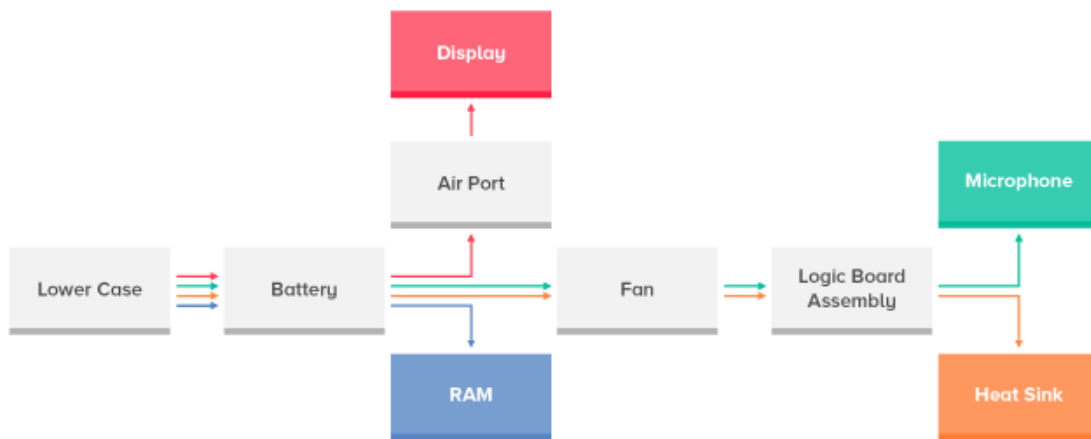 Display
Air Port
Microphone
Lower Case
Battery
Fan
Logic Board
Assembly
RAM
Heat Sink